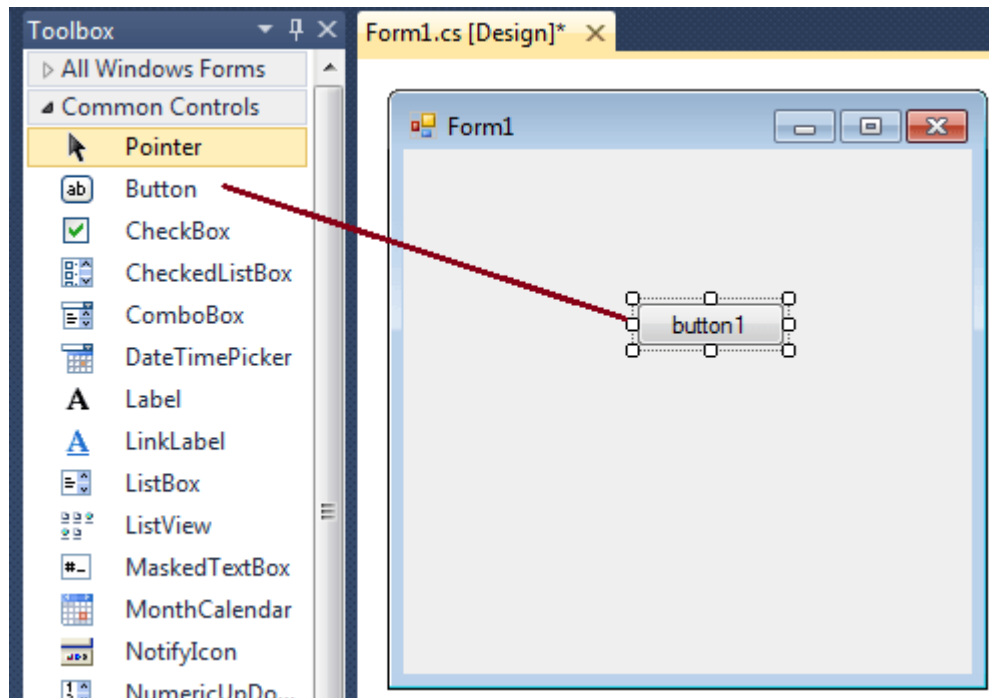 Toolbox
All Windows Forms
Common Controls
Pointer
Button
CheckBox
CheckedListBox
ComboBox
DateTimePicker
Label
LinkLabel
ListBox
ListView
MaskedTextBox
MonthCalendar
NotifyIcon
NumericUpDo...
Form1.cs [Design]*
Form1
button1